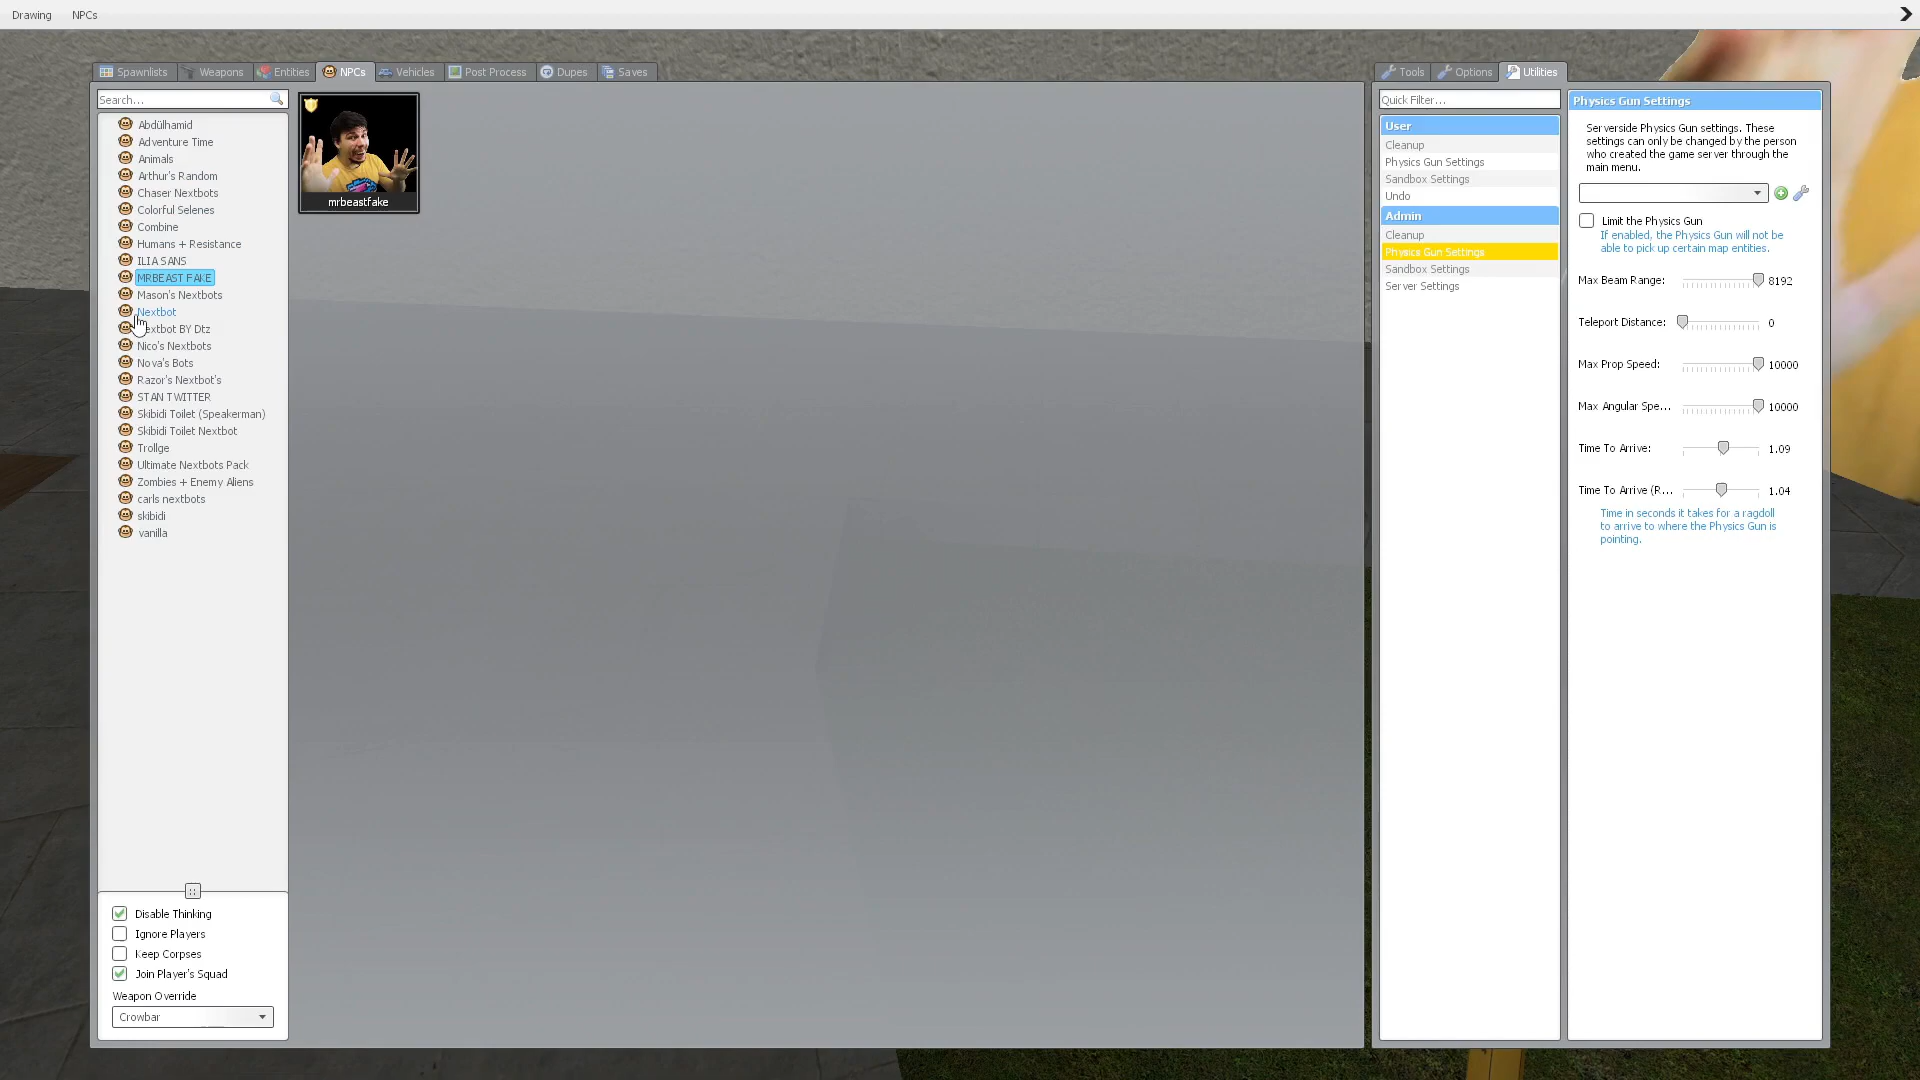 Drawing NPCs
Spawnlists Weapons Entities NPCs Vehicles Post Process Dupes Saves
Search...
Abdülhamid
Adventure Time
Animals
Arthur's Random
Chaser Nextbots
Colorful Selenes
Combine
Humans + Resistance
ILIA SANS
MRBEAST FAKE
Mason's Nextbots
Nextbot
extbot BY Dtz
Nico's Nextbots
Nova's Bots
Razor's Nextbot's
STAN TWITTER
Skibidi Toilet (Speakerman)
Skibidi Toilet Nextbot
Trollge
Ultimate Nextbots Pack
Zombies + Enemy Aliens
carls nextbots
skibidi
vanilla
Disable Thinking
Ignore Players
Keep Corpses
Join Player's Squad
Weapon Override
Crowbar
mrbeastfake
Tools Options Utilities
Quick Filter...
User
Cleanup
Physics Gun Settings
Sandbox Settings
Undo
Admin
Cleanup
Physics Gun Settings
Sandbox Settings
Server Settings
Physics Gun Settings
Serverside Physics Gun settings. These
settings can only be changed by the person
who created the game server through the
main menu.
Limit the Physics Gun
If enabled, the Physics Gun will not be
able to pick up certain map entities.
Max Beam Range: 8192
Teleport Distance: 0
Max Prop Speed: 10000
Max Angular Spe... 10000
Time To Arrive: 1.09
Time To Arrive (R... 1.04
Time in seconds it takes for a ragdoll
to arrive to where the Physics Gun is
pointing.